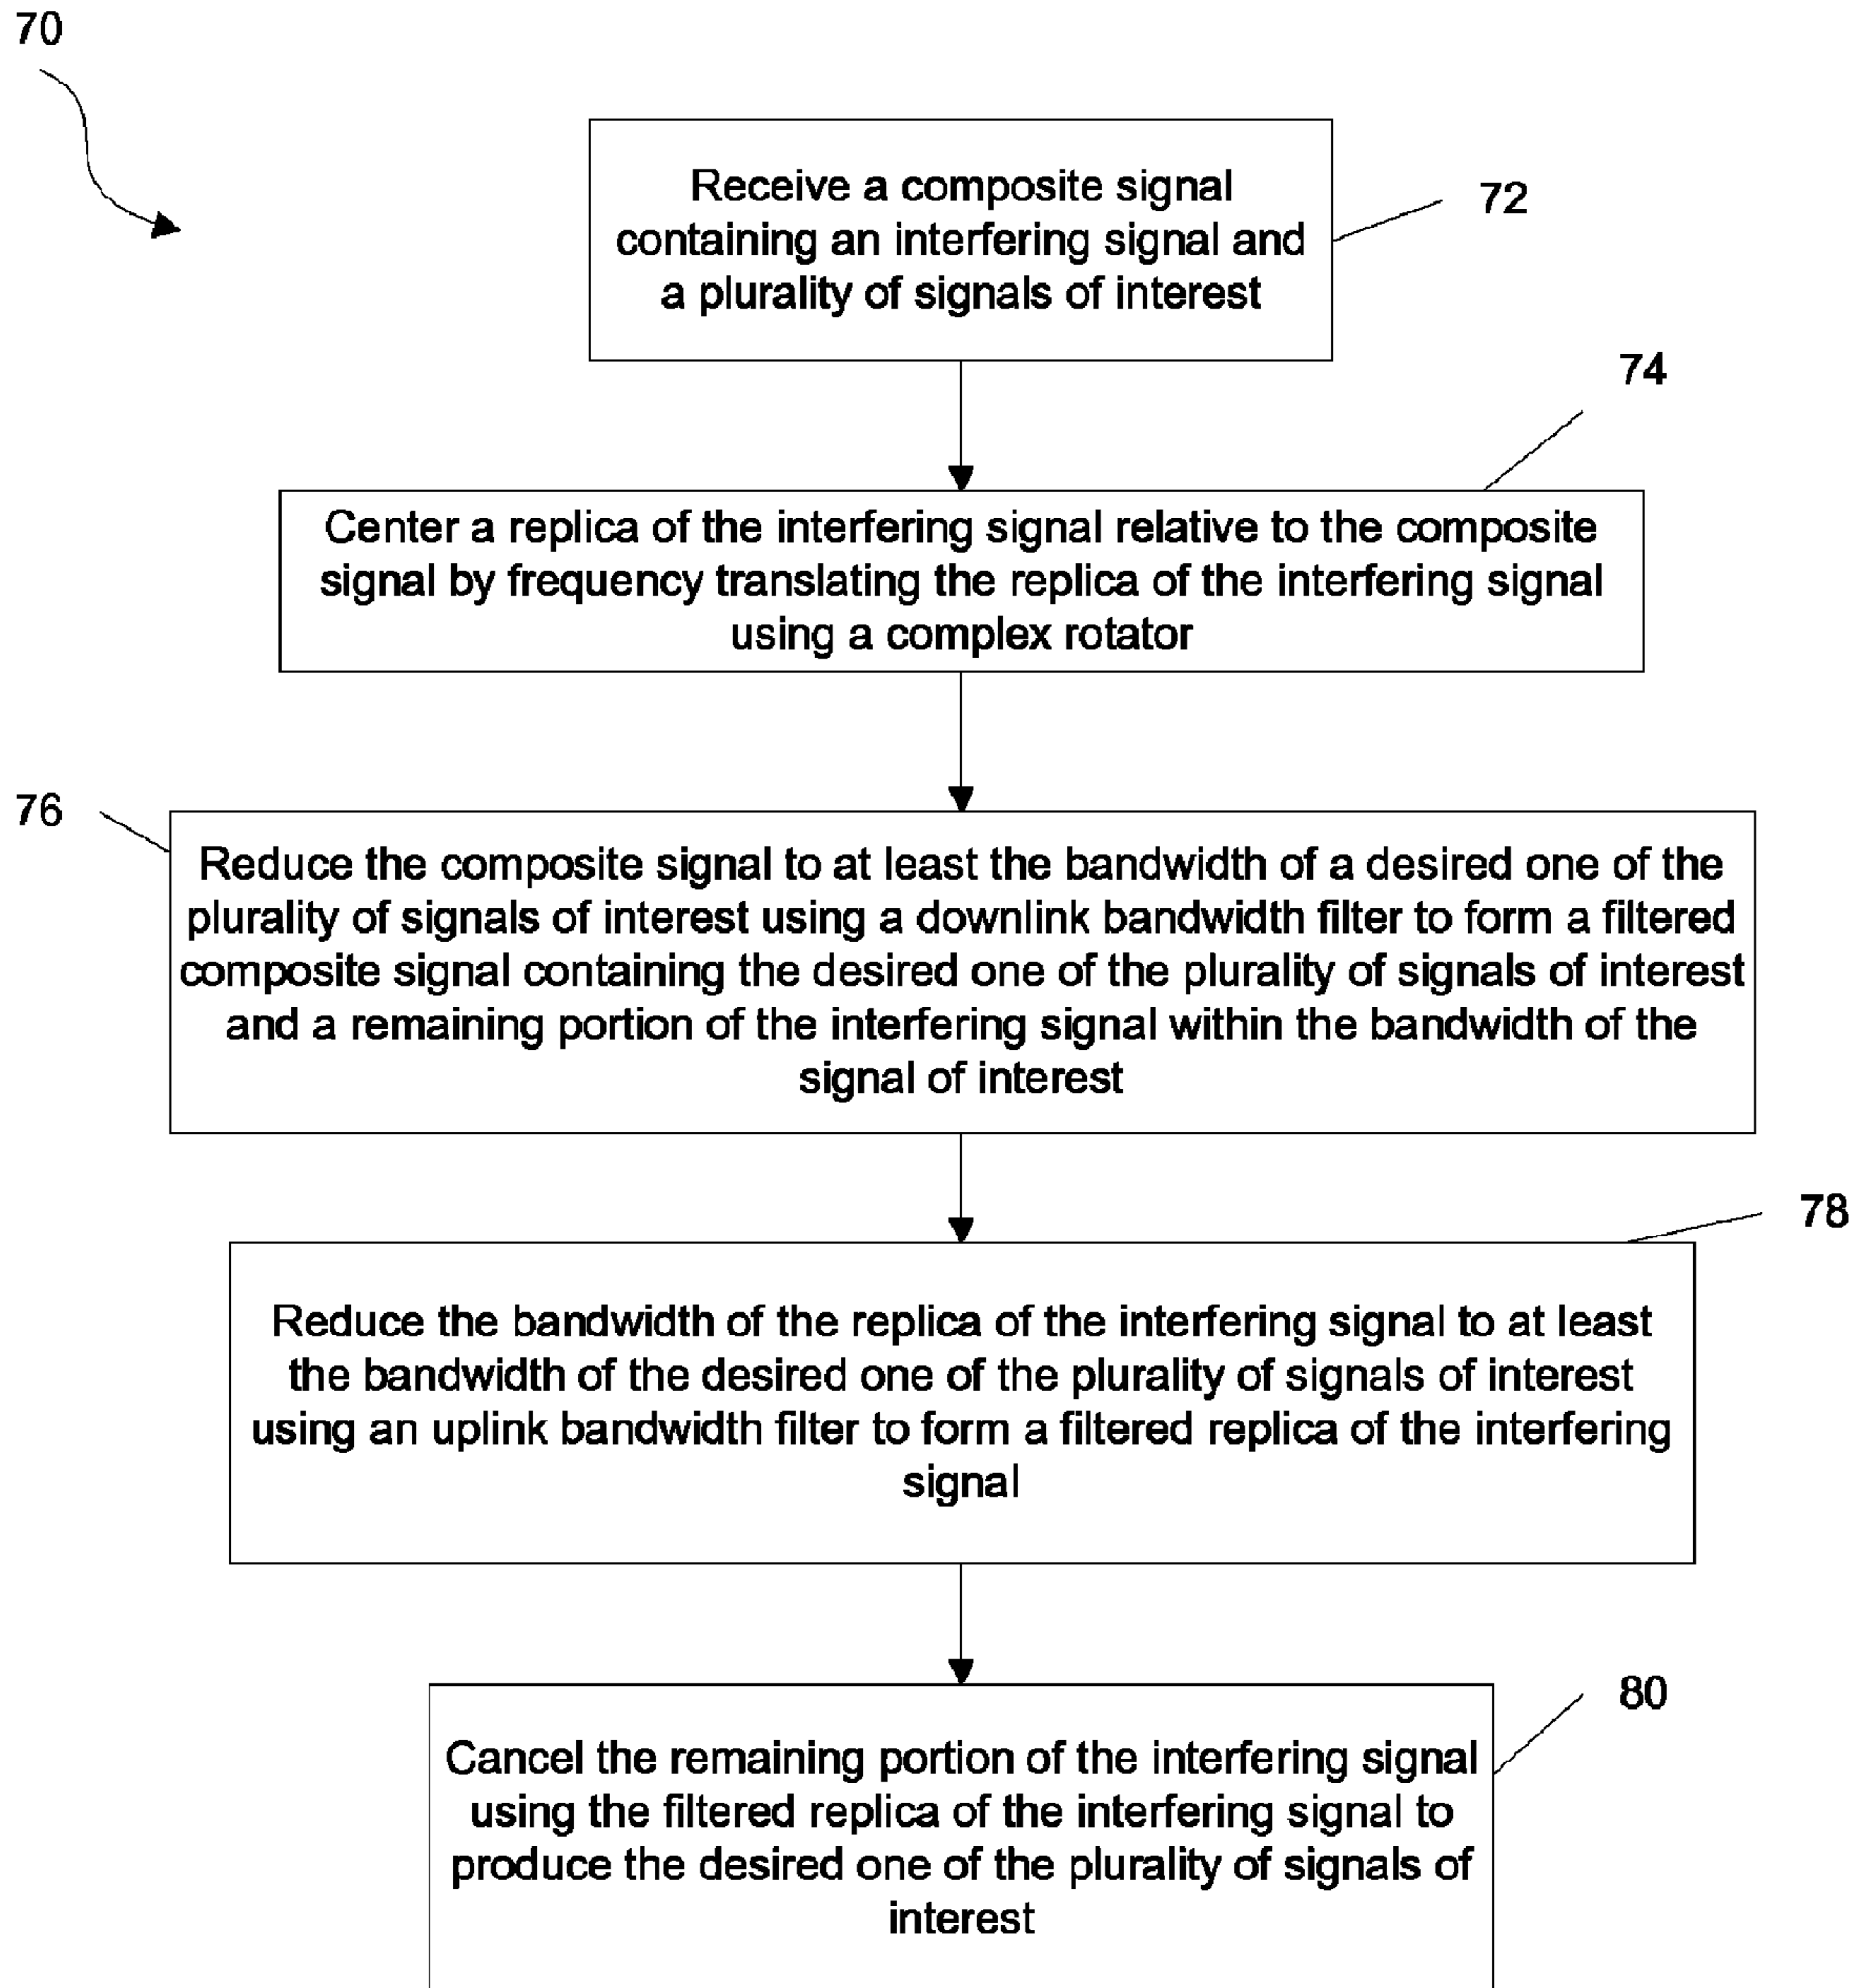 70
Receive a composite signal
containing an interfering signal and
a plurality of signals of interest
72
74
Center a replica of the interfering signal relative to the composite
signal by frequency translating the replica of the interfering signal
using a complex rotator
76
Reduce the composite signal to at least the bandwidth of a desired one of the
plurality of signals of interest using a downlink bandwidth filter to form a filtered
composite signal containing the desired one of the plurality of signals of interest
and a remaining portion of the interfering signal within the bandwidth of the
signal of interest
78
Reduce the bandwidth of the replica of the interfering signal to at least
the bandwidth of the desired one of the plurality of signals of interest
using an uplink bandwidth filter to form a filtered replica of the interfering
signal
80
Cancel the remaining portion of the interfering signal
using the filtered replica of the interfering signal to
produce the desired one of the plurality of signals of
interest